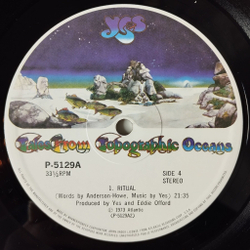 Yes
Tales From Topographic Oceans
P-5129A
33⅓RPM
SIDE 4
STEREO
1. RITUAL
(Words by Anderson-Howe, Music by Yes) 21:35
Produced by Yes and Eddie Offord
℗ 1973 Atlantic
(P-5129A2)